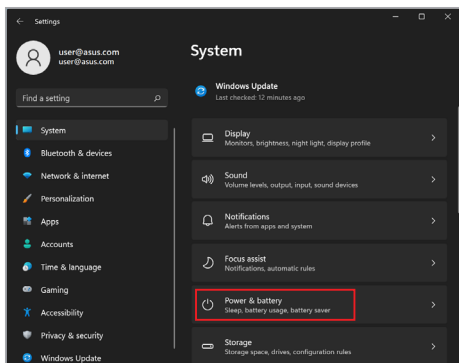 Settings
user@asus.com
user@asus.com
Find a setting
System
Bluetooth & devices
Network & internet
Personalization
Apps
Accounts
Time & language
Gaming
Accessibility
Privacy & security
Windows Update
System
Windows Update
Last checked: 12 minutes ago
Display
Monitors, brightness, night light, display profile
Sound
Volume levels, output, input, sound devices
Notifications
Alerts from apps and system
Focus assist
Notifications, automatic rules
Power & battery
Sleep, battery usage, battery saver
Storage
Storage space, drives, configuration rules